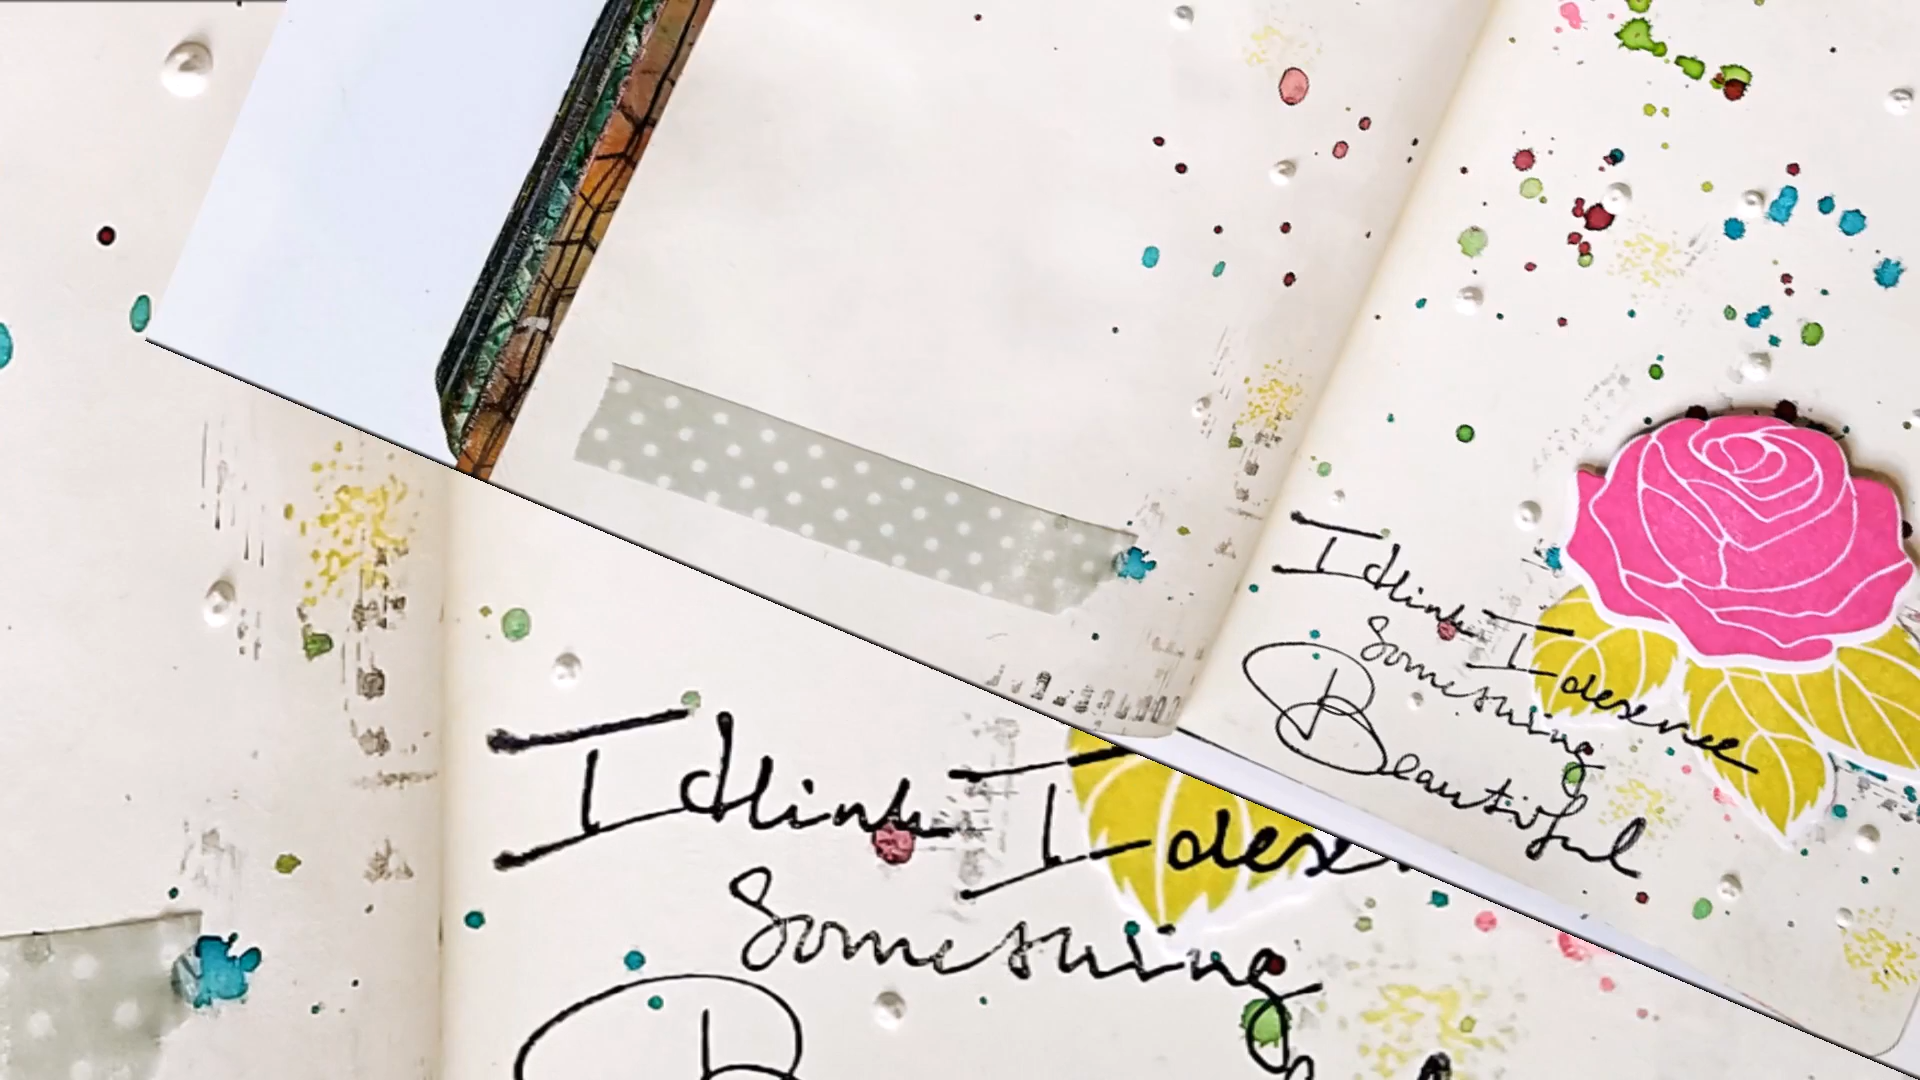 I think I deserve
Something
Beautiful
I think I
Something